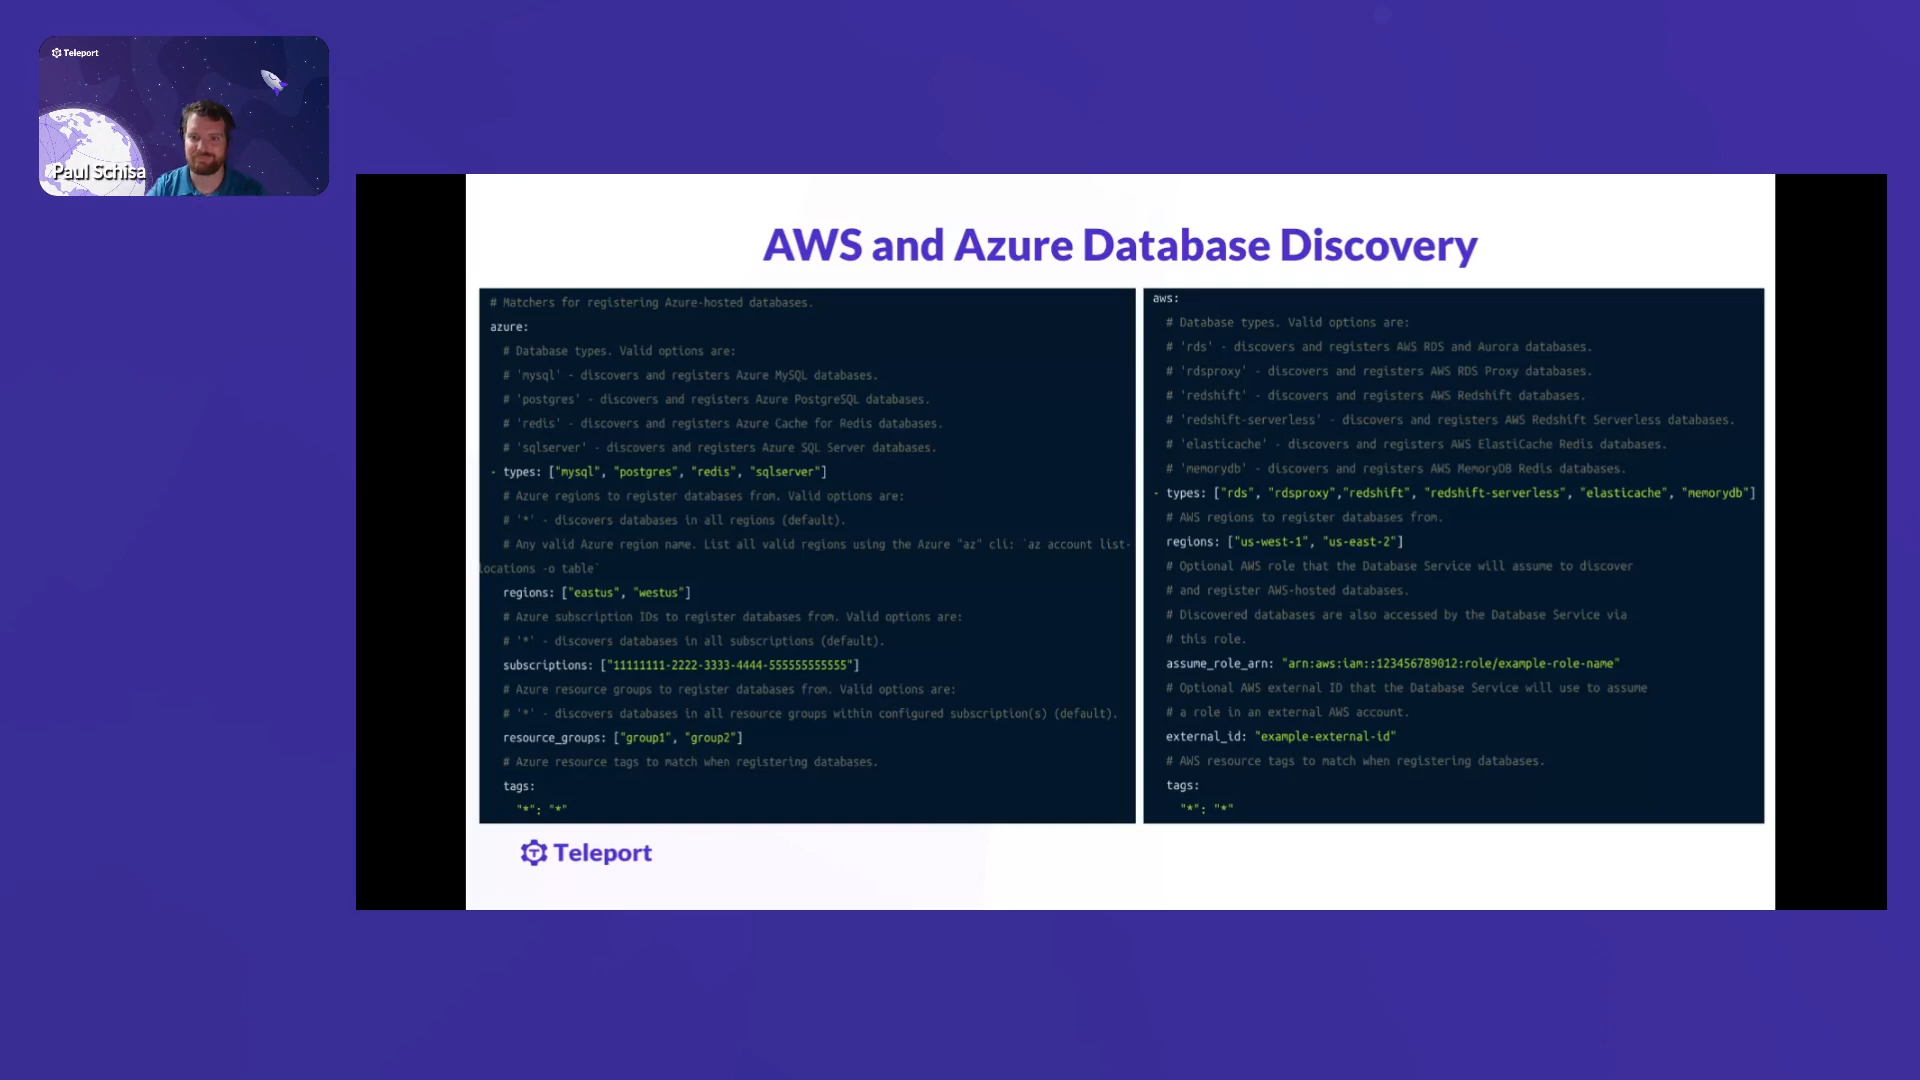 Teleport
Paul Schisa
AWS and Azure Database Discovery
# Matchers for registering Azure-hosted databases.
azure:
# Database types. Valid options are:
# 'mysql' - discovers and registers Azure MySQL databases.
# 'postgres' - discovers and registers Azure PostgreSQL databases.
# 'redis' - discovers and registers Azure Cache for Redis databases.
# 'sqlserver' - discovers and registers Azure SQL Server databases.
- types: ["mysql", "postgres", "redis", "sqlserver"]
# Azure regions to register databases from. Valid options are:
# '*' - discovers databases in all regions (default).
# Any valid Azure region name. List all valid regions using the Azure "az" cli: `az account list-
locations -o table`
regions: ["eastus", "westus"]
# Azure subscription IDs to register databases from. Valid options are:
# '*' - discovers databases in all subscriptions (default).
subscriptions: ["11111111-2222-3333-4444-555555555555"]
# Azure resource groups to register databases from. Valid options are:
# '*' - discovers databases in all resource groups within configured subscription(s) (default).
resource_groups: ["group1", "group2"]
# Azure resource tags to match when registering databases.
tags:
"*": "*"
aws:
# Database types. Valid options are:
# 'rds' - discovers and registers AWS RDS and Aurora databases.
# 'rdsproxy' - discovers and registers AWS RDS Proxy databases.
# 'redshift' - discovers and registers AWS Redshift databases.
# 'redshift-serverless' - discovers and registers AWS Redshift Serverless databases.
# 'elasticache' - discovers and registers AWS ElastiCache Redis databases.
# 'memorydb' - discovers and registers AWS MemoryDB Redis databases.
- types: ["rds", "rdsproxy","redshift", "redshift-serverless", "elasticache", "memorydb"]
# AWS regions to register databases from.
regions: ["us-west-1", "us-east-2"]
# Optional AWS role that the Database Service will assume to discover
# and register AWS-hosted databases.
# Discovered databases are also accessed by the Database Service via
# this role.
assume_role_arn: "arn:aws:iam::123456789012:role/example-role-name"
# Optional AWS external ID that the Database Service will use to assume
# a role in an external AWS account.
external_id: "example-external-id"
# AWS resource tags to match when registering databases.
tags:
"*": "*"
Teleport